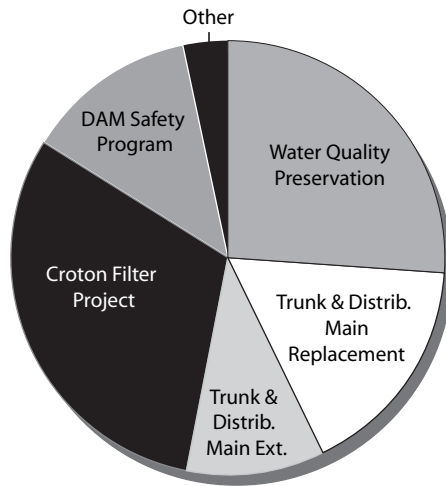 Other
DAM Safety
Program
Water Quality
Preservation
Croton Filter
Project
Trunk & Distrib.
Main
Replacement
Trunk &
Distrib.
Main Ext.